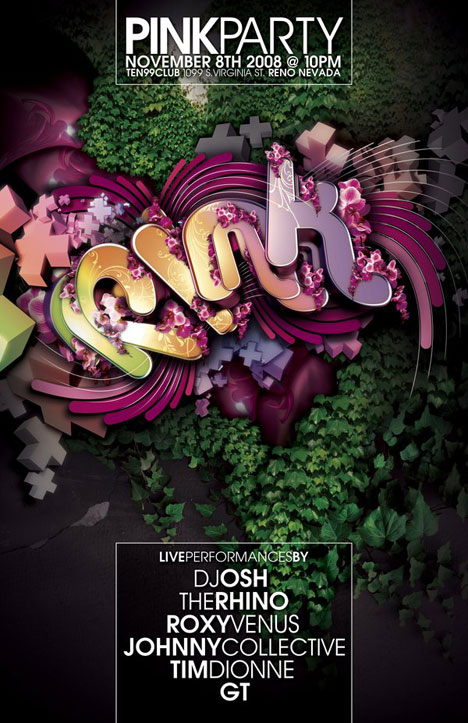 PINKPARTY
NOVEMBER 8TH 2008 @ 10PM
TEN99CLUB 1099 S.VIRGINIA ST. RENO NEVADA
Pink
LIVEPERFORMANCESBY
DJOSH
THERHINO
ROXYVENUS
JOHNNYCOLLECTIVE
TIMDIONNE
GT